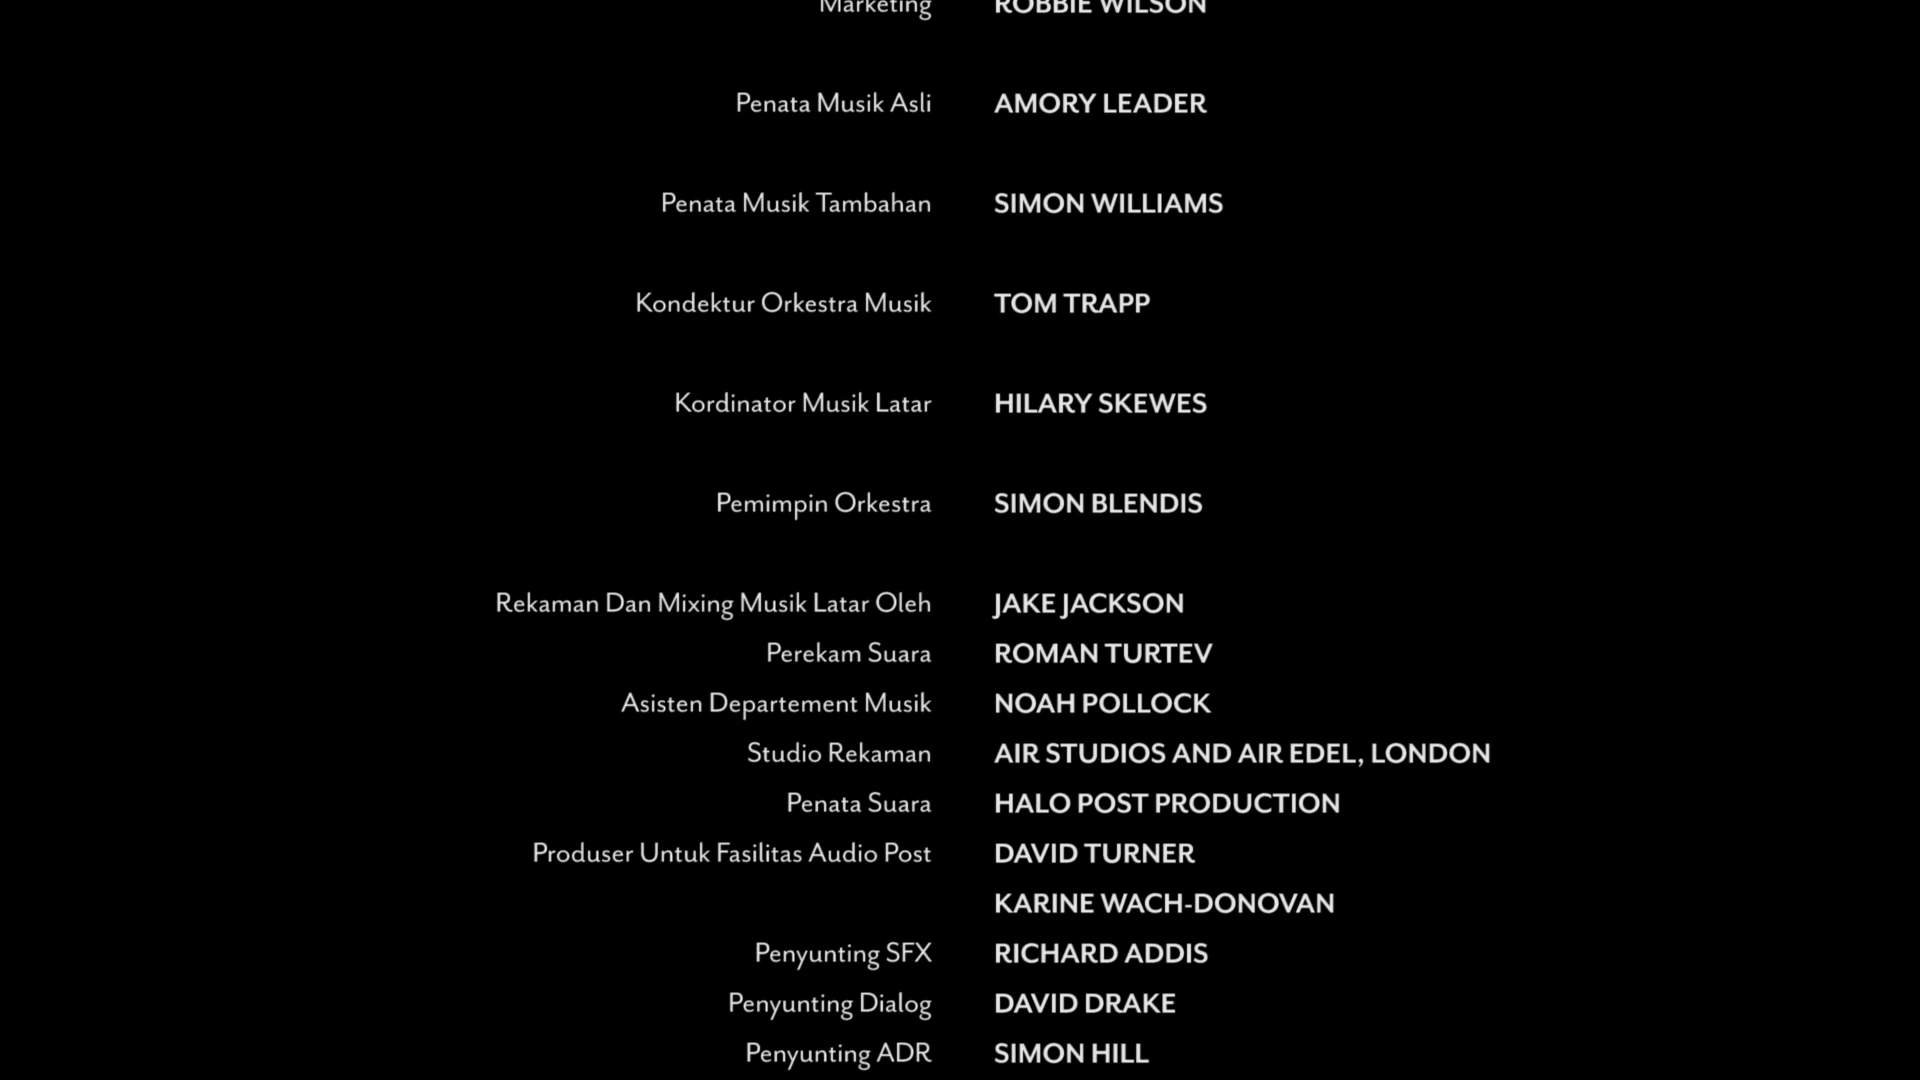 Marketing ROBBIE WILSON
Penata Musik Asli AMORY LEADER
Penata Musik Tambahan SIMON WILLIAMS
Kondektur Orkestra Musik TOM TRAPP
Kordinator Musik Latar HILARY SKEWES
Pemimpin Orkestra SIMON BLENDIS
Rekaman Dan Mixing Musik Latar Oleh JAKE JACKSON
Perekam Suara ROMAN TURTEV
Asisten Departement Musik NOAH POLLOCK
Studio Rekaman AIR STUDIOS AND AIR EDEL, LONDON
Penata Suara HALO POST PRODUCTION
Produser Untuk Fasilitas Audio Post DAVID TURNER
KARINE WACH-DONOVAN
Penyunting SFX RICHARD ADDIS
Penyunting Dialog DAVID DRAKE
Penyunting ADR SIMON HILL